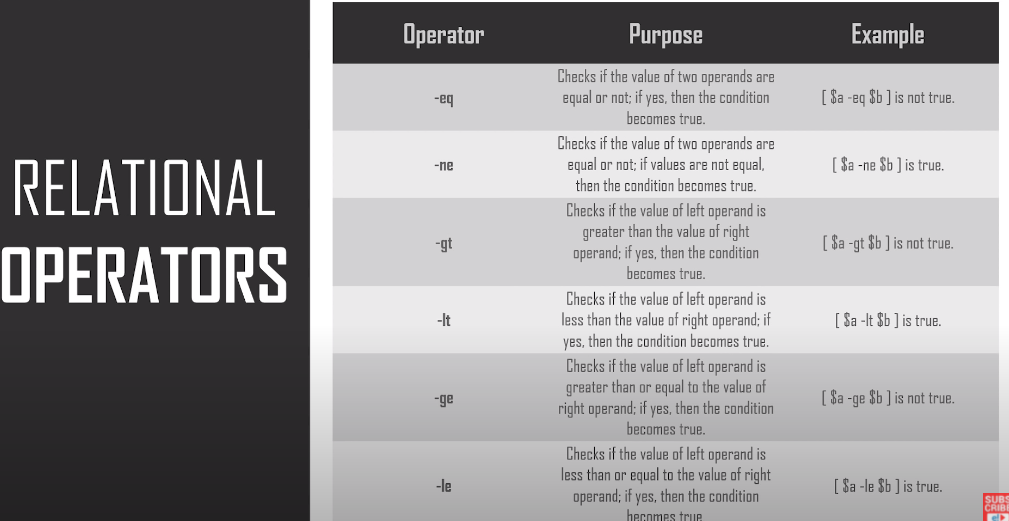 RELATIONAL
OPERATORS
Operator Purpose Example
-eq
Checks if the value of two operands are
equal or not; if yes, then the condition
becomes true.
[ $a -eq $b ] is not true.
-ne
Checks if the value of two operands are
equal or not; if values are not equal,
then the condition becomes true.
[ $a -ne $b ] is true.
-gt
Checks if the value of left operand is
greater than the value of right
operand; if yes, then the condition
becomes true.
[ $a -gt $b ] is not true.
-lt
Checks if the value of left operand is
less than the value of right operand; if
yes, then the condition becomes true.
[ $a -lt $b ] is true.
-ge
Checks if the value of left operand is
greater than or equal to the value of
right operand; if yes, then the condition
becomes true.
[ $a -ge $b ] is not true.
-le
Checks if the value of left operand is
less than or equal to the value of right
operand; if yes, then the condition
becomes true
[ $a -le $b ] is true.
SUBS
CRIBE